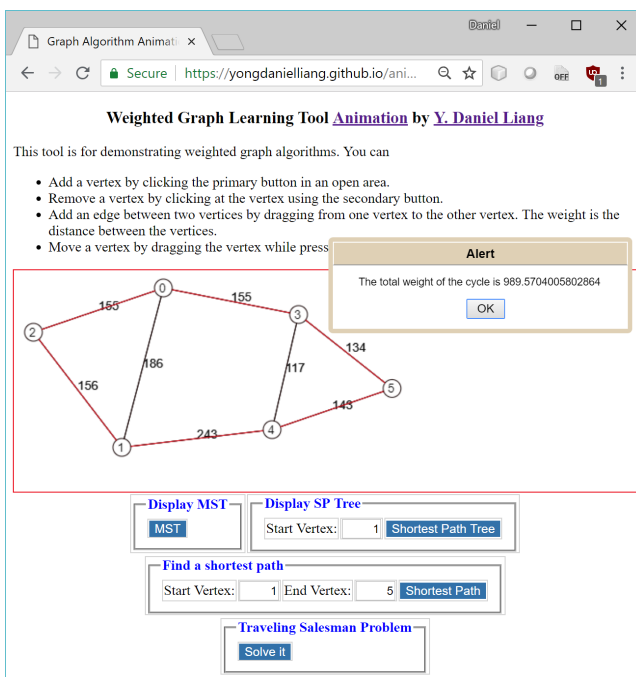 Daniel
Graph Algorithm Animati
Secure https://yongdanielliang.github.io/ani...
OFF
1
Weighted Graph Learning Tool Animation by Y. Daniel Liang
This tool is for demonstrating weighted graph algorithms. You can
Add a vertex by clicking the primary button in an open area.
Remove a vertex by clicking at the vertex using the secondary button.
Add an edge between two vertices by dragging from one vertex to the other vertex. The weight is the
distance between the vertices.
Move a vertex by dragging the vertex while press
Alert
The total weight of the cycle is 989.5704005802864
OK
0
155
155
3
2
134
186
117
156
5
143
243
4
1
Display MST
MST
Display SP Tree
Start Vertex: 1 Shortest Path Tree
Find a shortest path
Start Vertex: 1 End Vertex: 5 Shortest Path
Traveling Salesman Problem
Solve it